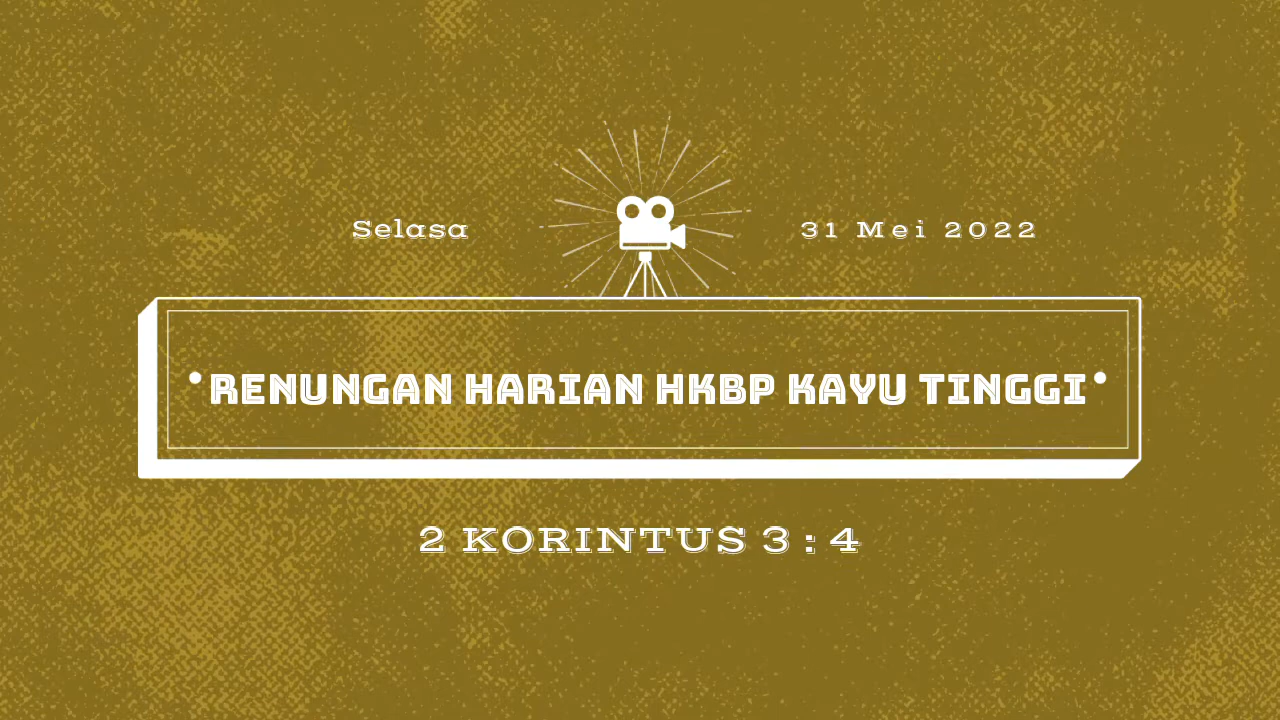 Selasa
31 Mei 2022
RENUNGAN HARIAN HKBP KAYU TINGGI
2 KORINTUS 3 : 4